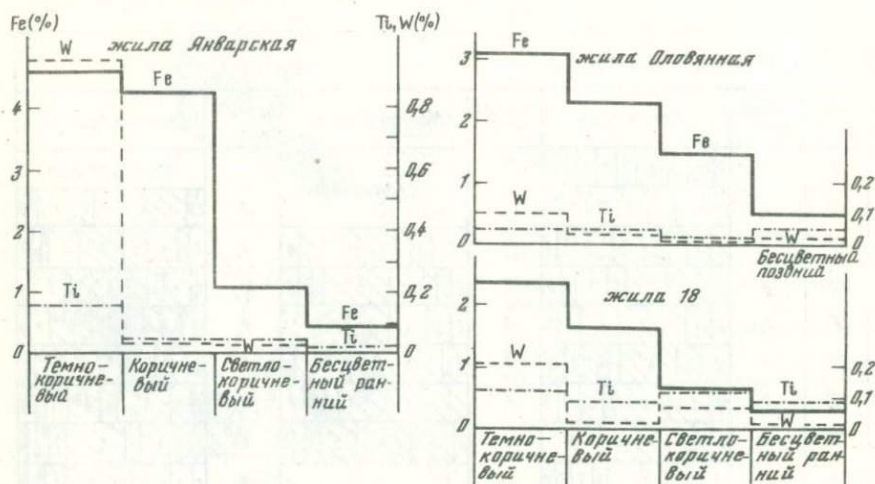 Fe(%)
Ti, W(%)
жила Январская
W
Fe
4
4
1
0
Ti
W
Fe
Ti
0,8
0,6
0,4
0,2
0
Темно-
коричне-
вый
Коричне-
вый
Светло-
коричне-
вый
Бесцвет-
ный ран-
ний
жила Оловянная
Fe
Fe
3
2
1
0
W
Ti
W
0,2
0,1
0
Бесцветный
поздний
жила 18
2
1
0
W
Ti
Ti
W
0,2
0,1
0
Темно-
коричне-
вый
Коричне-
вый
Светло-
коричне-
вый
Бесцвет-
ный ран-
ний